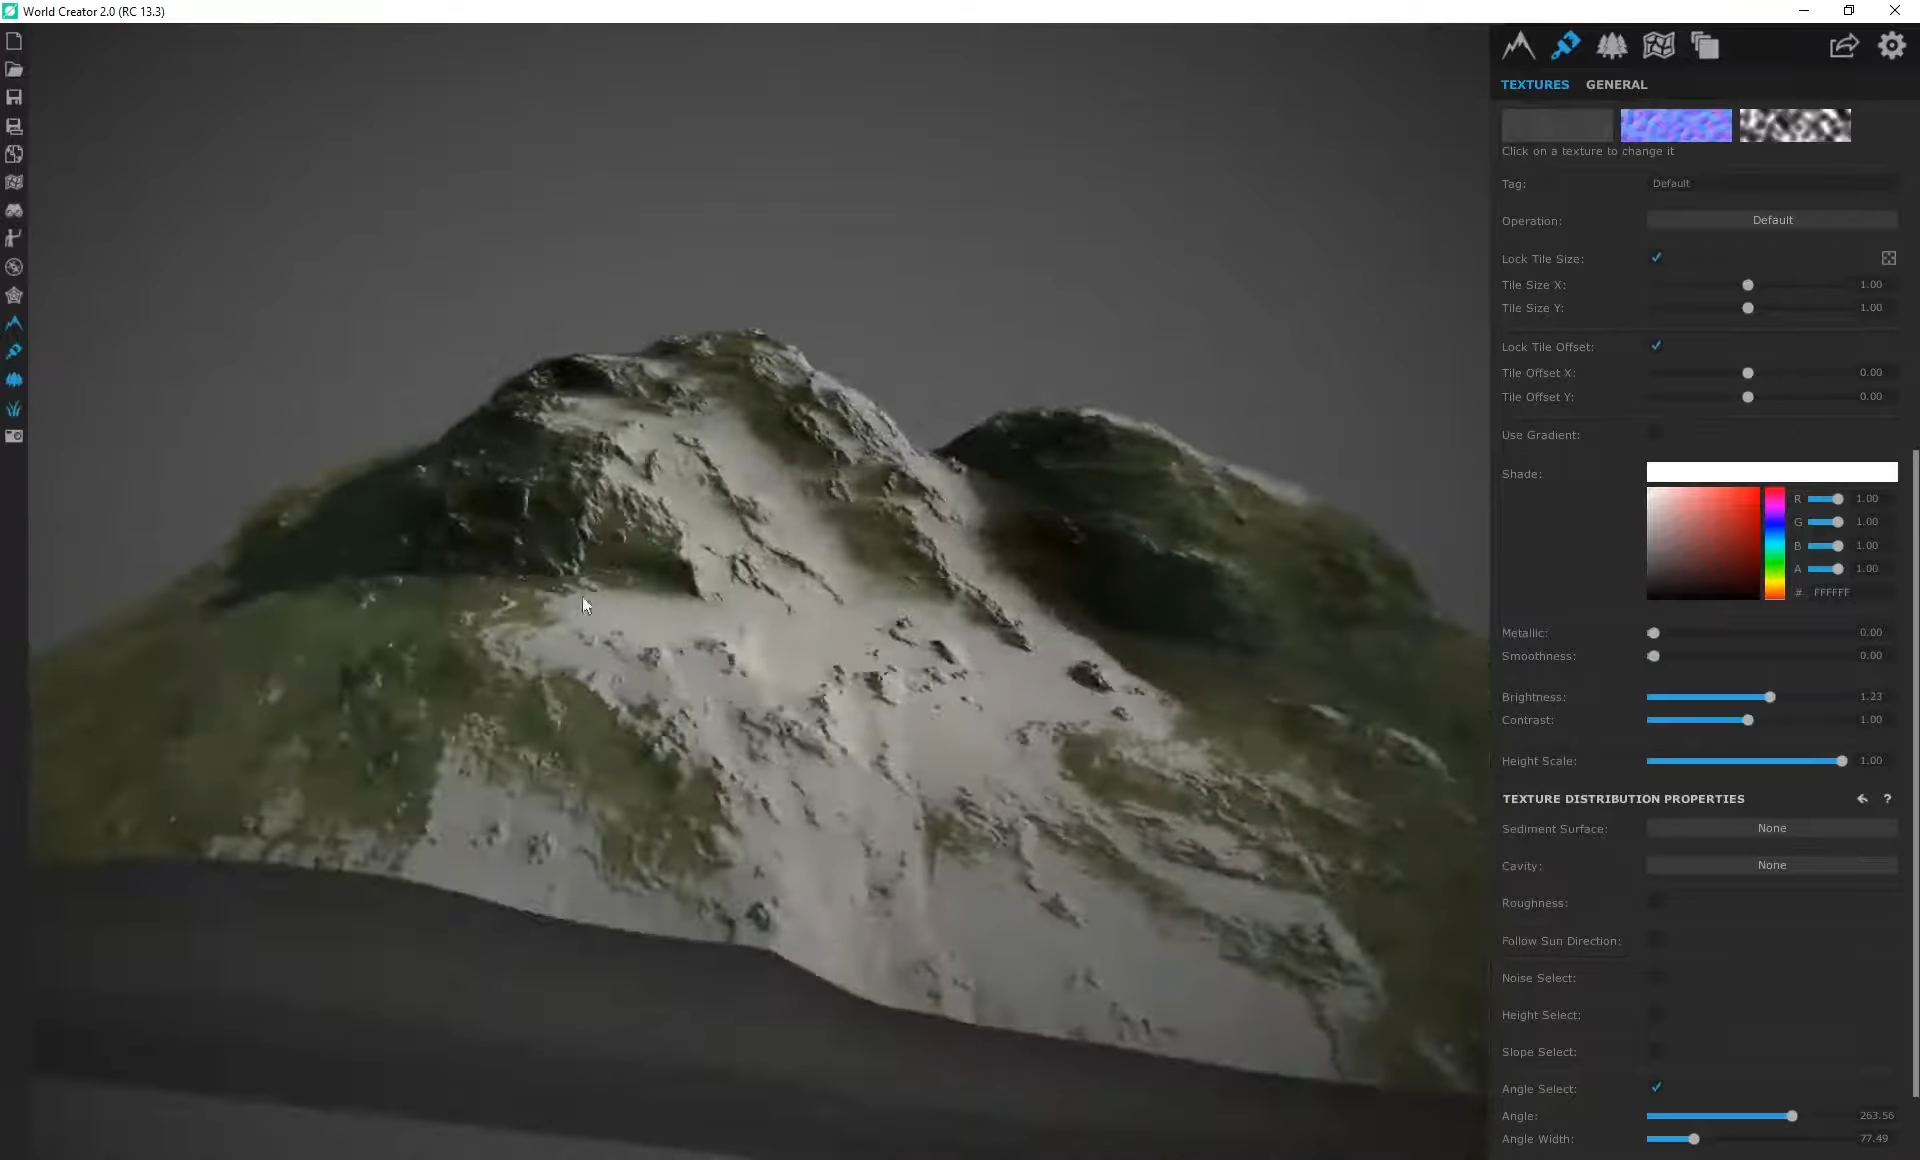 World Creator 2.0 (RC 13.3)
TEXTURES GENERAL
Click on a texture to change it
Tag: Default
Operation: Default
Lock Tile Size:
Tile Size X: 1.00
Tile Size Y: 1.00
Lock Tile Offset:
Tile Offset X: 0.00
Tile Offset Y: 0.00
Use Gradient:
Shade:
R 1.00
G 1.00
B 1.00
A 1.00
# FFFFFF
Metallic: 0.00
Smoothness: 0.00
Brightness: 1.23
Contrast: 1.00
Height Scale: 1.00
TEXTURE DISTRIBUTION PROPERTIES ?
Sediment Surface: None
Cavity: None
Roughness:
Follow Sun Direction:
Noise Select:
Height Select:
Slope Select:
Angle Select:
Angle: 263.56
Angle Width: 77.49